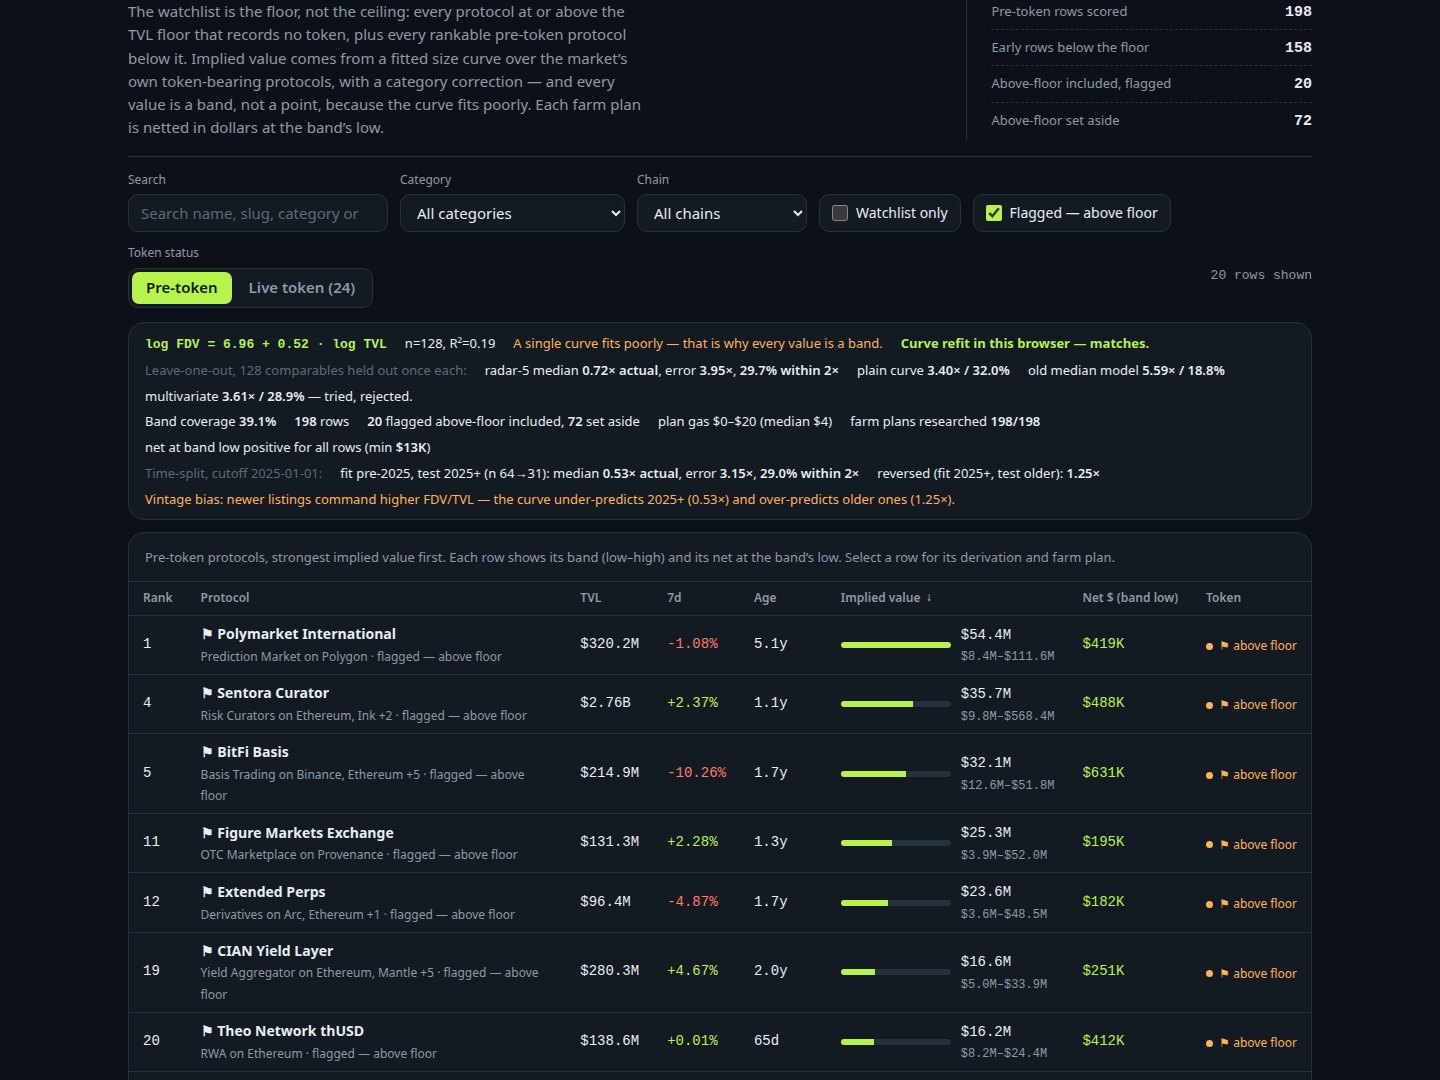 The watchlist is the floor, not the ceiling: every protocol at or above the
TVL floor that records no token, plus every rankable pre-token protocol
below it. Implied value comes from a fitted size curve over the market's
own token-bearing protocols, with a category correction — and every
value is a band, not a point, because the curve fits poorly. Each farm plan
is netted in dollars at the band's low.
Pre-token rows scored 198
Early rows below the floor 158
Above-floor included, flagged 20
Above-floor set aside 72
Search Category Chain
Search name, slug, category or All categories All chains Watchlist only Flagged — above floor
Token status
Pre-token Live token (24) 20 rows shown
log FDV = 6.96 + 0.52 · log TVL n=128, R²=0.19 A single curve fits poorly — that is why every value is a band. Curve refit in this browser — matches.
Leave-one-out, 128 comparables held out once each: radar-5 median 0.72× actual, error 3.95×, 29.7% within 2× plain curve 3.40× / 32.0% old median model 5.59× / 18.8%
multivariate 3.61× / 28.9% — tried, rejected.
Band coverage 39.1% 198 rows 20 flagged above-floor included, 72 set aside plan gas $0–$20 (median $4) farm plans researched 198/198
net at band low positive for all rows (min $13K)
Time-split, cutoff 2025-01-01: fit pre-2025, test 2025+ (n 64→31): median 0.53× actual, error 3.15×, 29.0% within 2× reversed (fit 2025+, test older): 1.25×
Vintage bias: newer listings command higher FDV/TVL — the curve under-predicts 2025+ (0.53×) and over-predicts older ones (1.25×).
Pre-token protocols, strongest implied value first. Each row shows its band (low–high) and its net at the band's low. Select a row for its derivation and farm plan.
Rank Protocol TVL 7d Age Implied value ↓ Net $ (band low) Token
1 ⚑ Polymarket International $320.2M -1.08% 5.1y $54.4M $419K ⚑ above floor
Prediction Market on Polygon · flagged — above floor $8.4M–$111.6M
4 ⚑ Sentora Curator $2.76B +2.37% 1.1y $35.7M $488K ⚑ above floor
Risk Curators on Ethereum, Ink +2 · flagged — above floor $9.8M–$568.4M
5 ⚑ BitFi Basis $214.9M -10.26% 1.7y $32.1M $631K ⚑ above floor
Basis Trading on Binance, Ethereum +5 · flagged — above $12.6M–$51.8M
floor
11 ⚑ Figure Markets Exchange $131.3M +2.28% 1.3y $25.3M $195K ⚑ above floor
OTC Marketplace on Provenance · flagged — above floor $3.9M–$52.0M
12 ⚑ Extended Perps $96.4M -4.87% 1.7y $23.6M $182K ⚑ above floor
Derivatives on Arc, Ethereum +1 · flagged — above floor $3.6M–$48.5M
19 ⚑ CIAN Yield Layer $280.3M +4.67% 2.0y $16.6M $251K ⚑ above floor
Yield Aggregator on Ethereum, Mantle +5 · flagged — above $5.0M–$33.9M
floor
20 ⚑ Theo Network thUSD $138.6M +0.01% 65d $16.2M $412K ⚑ above floor
RWA on Ethereum · flagged — above floor $8.2M–$24.4M